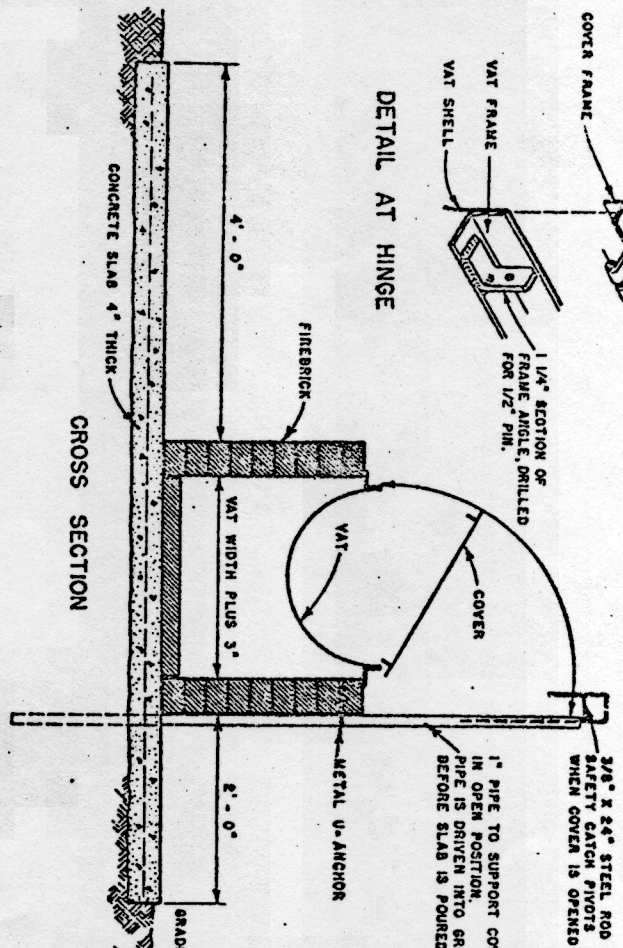 COVER FRAME
VAT FRAME
VAT SHELL
1 1/4" SECTION OF
FRAME ANGLE, DRILLED
FOR 1/2" PIN.
DETAIL AT HINGE
3/8" X 24" STEEL ROD
SAFETY CATCH PIVOTS
WHEN COVER IS OPENED
COVER
VAT
1" PIPE TO SUPPORT CO
IN OPEN POSITION.
PIPE IS DRIVEN INTO GR
BEFORE SLAB IS POURED
FIREBRICK
VAT WIDTH PLUS 3"
METAL U-ANCHOR
4'-0"
2'-0"
GRAD
CONCRETE SLAB 4" THICK
CROSS SECTION